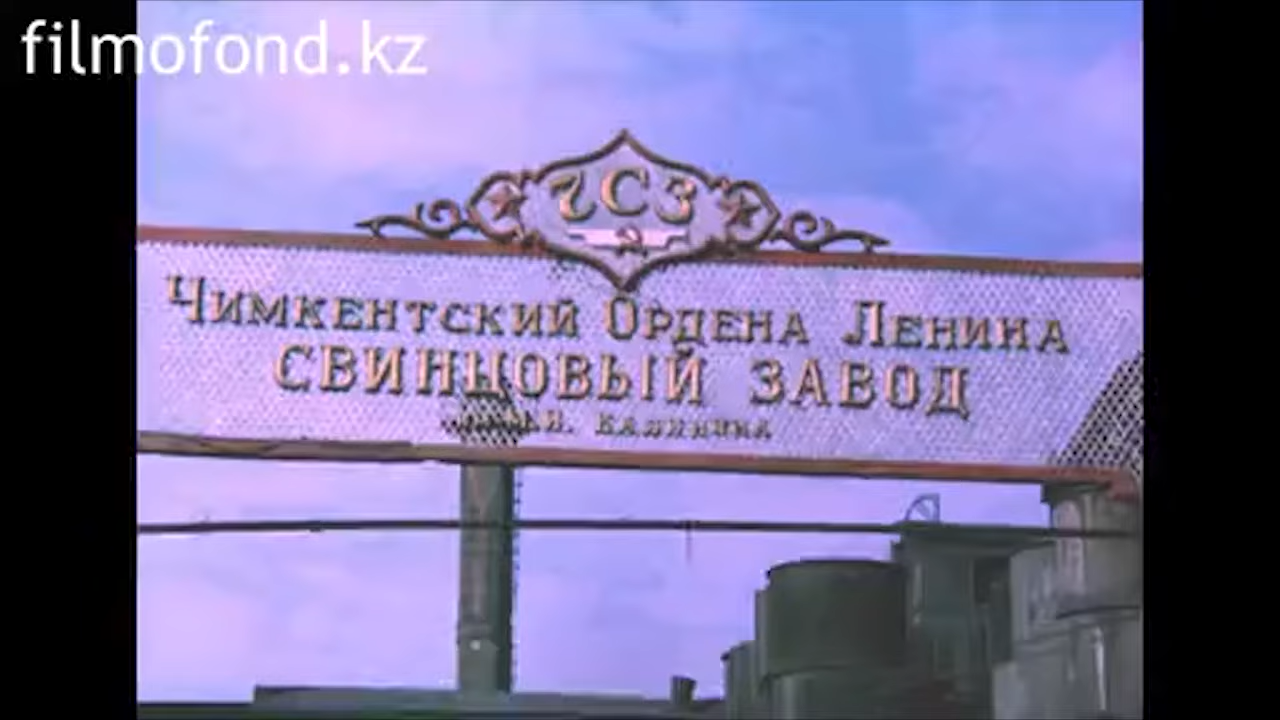 filmofond.kz
ЧСЗ
Чимкентский Ордена Ленина
СВИНЦОВЫЙ ЗАВОД
М.И. Калинина